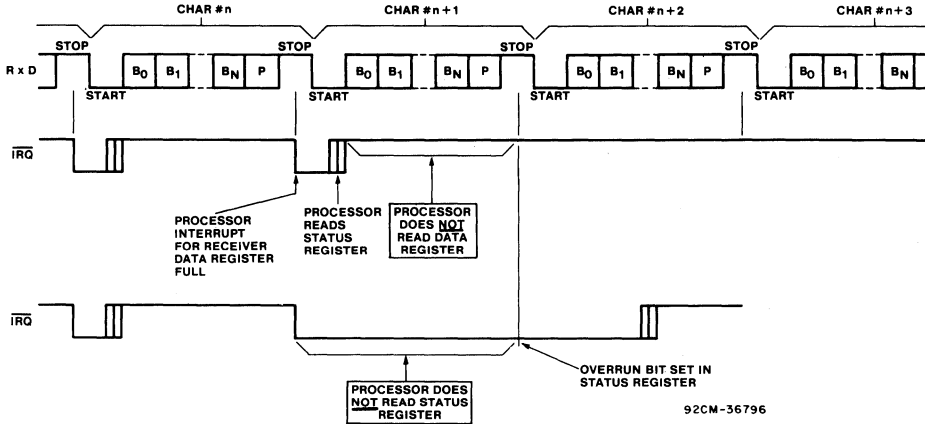 CHAR #n CHAR #n+1 CHAR #n+2 CHAR #n+3
STOP STOP STOP STOP
RxD B0 B1 BN P B0 B1 BN P B0 B1 BN P B0 B1 BN
START START START START
IRQ
PROCESSOR INTERRUPT FOR RECEIVER DATA REGISTER FULL
PROCESSOR READS STATUS REGISTER
PROCESSOR DOES NOT READ DATA REGISTER
IRQ
OVERRUN BIT SET IN STATUS REGISTER
PROCESSOR DOES NOT READ STATUS REGISTER
92CM-36796